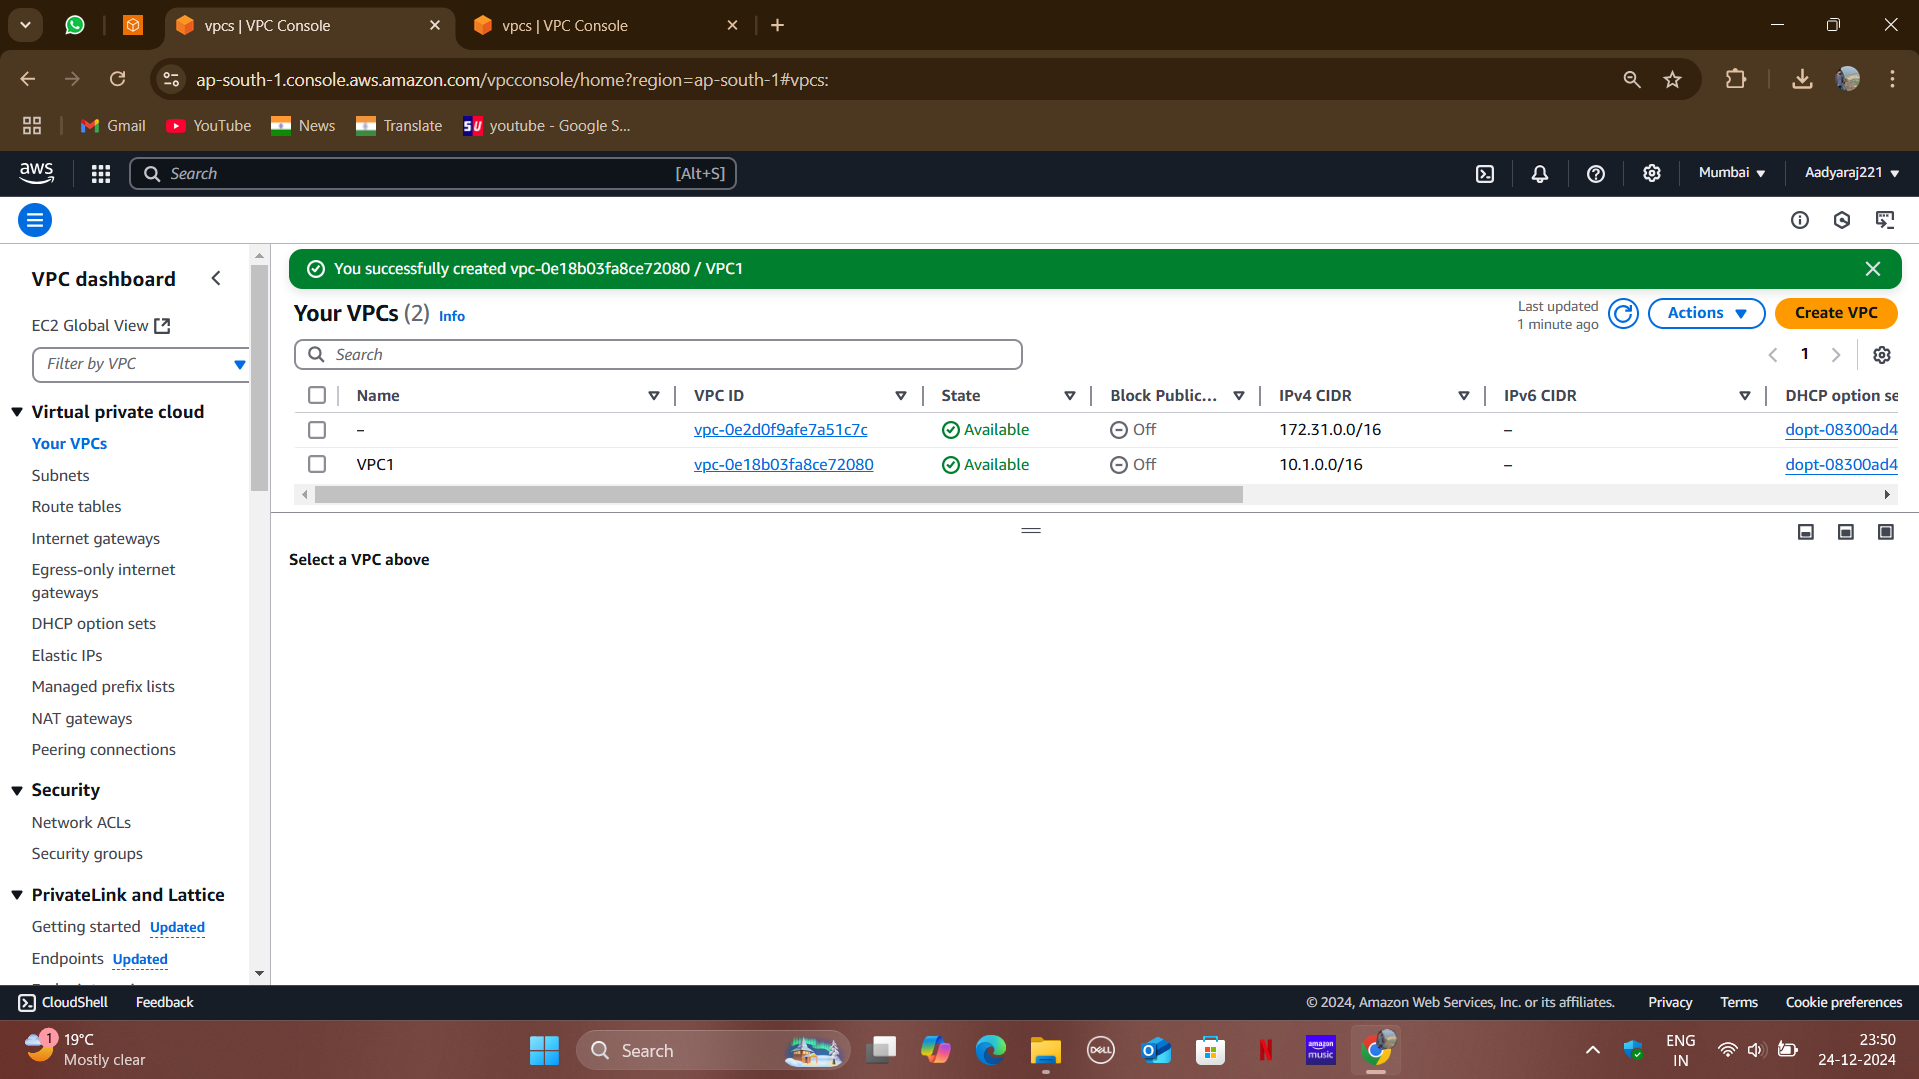 vpcs | VPC Console
vpcs | VPC Console
ap-south-1.console.aws.amazon.com/vpcconsole/home?region=ap-south-1#vpcs:
Gmail
YouTube
News
Translate
SU
youtube - Google S...
aws
Search
[Alt+S]
Mumbai
Aadyaraj221
VPC dashboard
EC2 Global View
Filter by VPC
Virtual private cloud
Your VPCs
Subnets
Route tables
Internet gateways
Egress-only internet
gateways
DHCP option sets
Elastic IPs
Managed prefix lists
NAT gateways
Peering connections
Security
Network ACLs
Security groups
PrivateLink and Lattice
Getting started Updated
Endpoints Updated
You successfully created vpc-0e18b03fa8ce72080 / VPC1
Your VPCs (2) Info
Last updated
1 minute ago
Actions
Create VPC
Search
1
Name VPC ID State Block Public... IPv4 CIDR IPv6 CIDR DHCP option se
– vpc-0e2d0f9afe7a51c7c Available Off 172.31.0.0/16 – dopt-08300ad4
VPC1 vpc-0e18b03fa8ce72080 Available Off 10.1.0.0/16 – dopt-08300ad4
Select a VPC above
CloudShell
Feedback
© 2024, Amazon Web Services, Inc. or its affiliates.
Privacy
Terms
Cookie preferences
1
19°C
Mostly clear
Search
DELL
N
amazon
music
ENG
IN
23:50
24-12-2024